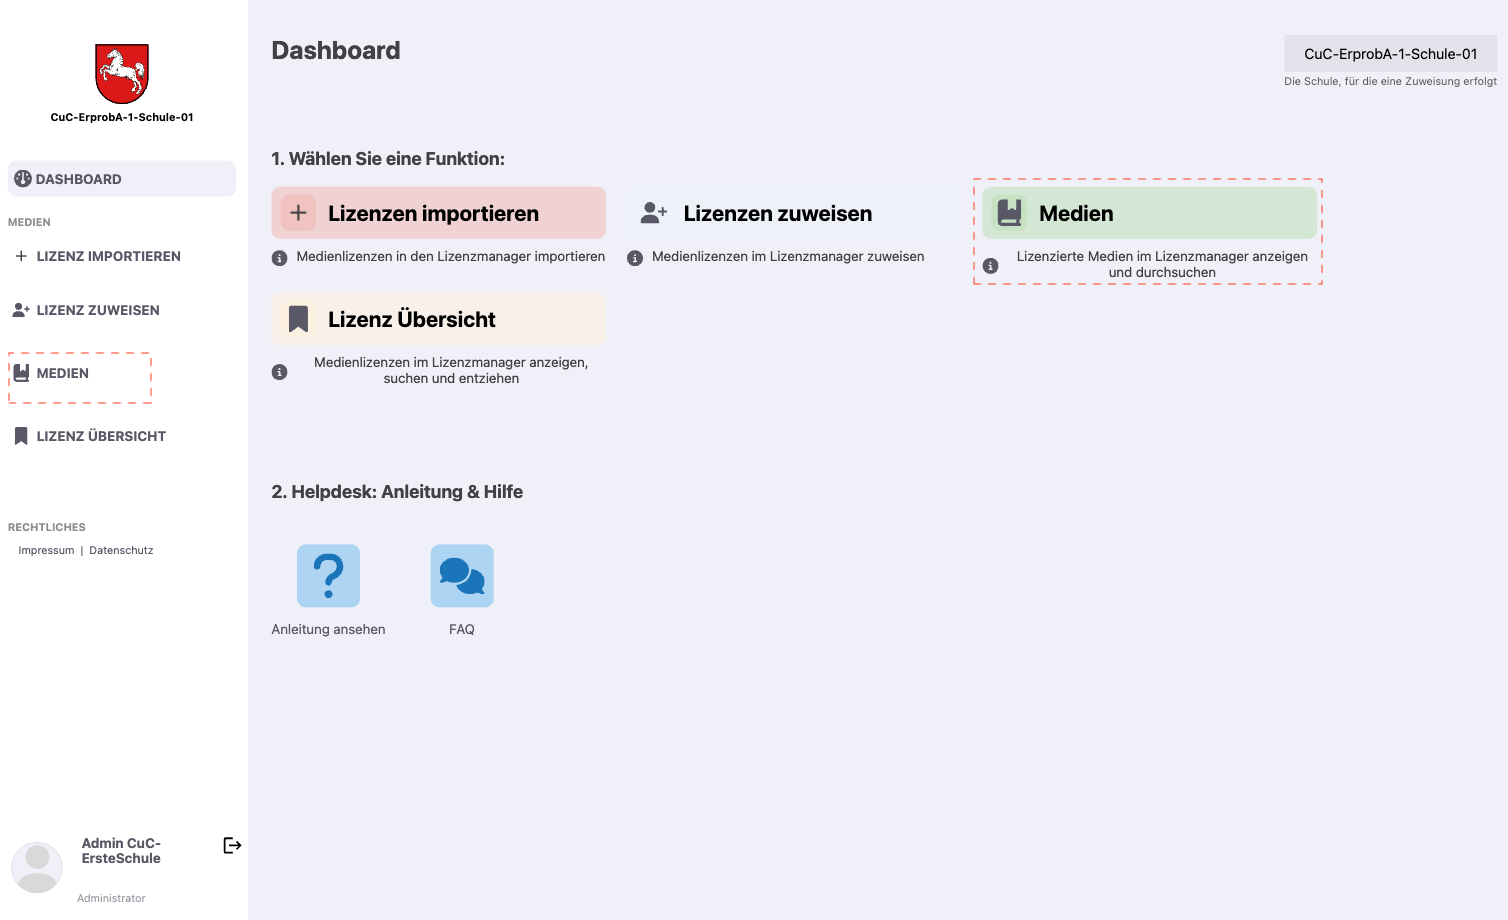 CuC-ErprobA-1-Schule-01
DASHBOARD
MEDIEN
LIZENZ IMPORTIEREN
LIZENZ ZUWEISEN
MEDIEN
LIZENZ ÜBERSICHT
RECHTLICHES
Impressum | Datenschutz
Admin CuC-
ErsteSchule
Administrator
Dashboard
CuC-ErprobA-1-Schule-01
Die Schule, für die eine Zuweisung erfolgt
1. Wählen Sie eine Funktion:
Lizenzen importieren
Medienlizenzen in den Lizenzmanager importieren
Lizenzen zuweisen
Medienlizenzen im Lizenzmanager zuweisen
Medien
Lizenzierte Medien im Lizenzmanager anzeigen
und durchsuchen
Lizenz Übersicht
Medienlizenzen im Lizenzmanager anzeigen,
suchen und entziehen
2. Helpdesk: Anleitung & Hilfe
Anleitung ansehen
FAQ